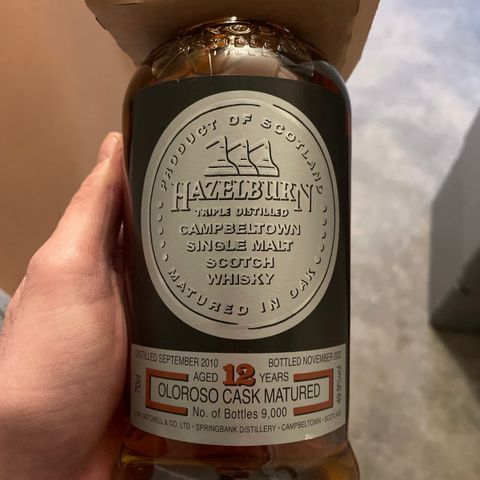 PRODUCT OF SCOTLAND
HAZELBURN
TRIPLE DISTILLED
CAMPBELTOWN
SINGLE MALT
SCOTCH
WHISKY
MATURED IN OAK
DISTILLED SEPTEMBER 2010
BOTTLED NOVEMBER
AGED 12 YEARS
70cl
OLOROSO CASK MATURED
49.9%vol
No. of Bottles 9,000
MITCHELL & CO. LTD · SPRINGBANK DISTILLERY · CAMPBELTOWN · SCOTLAND